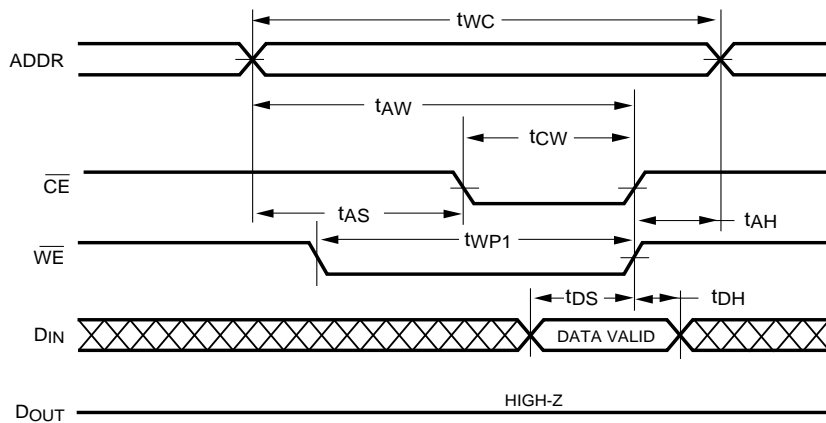 tWC
ADDR
tAW
tCW
CE
tAS
tAH
tWP1
WE
tDS
tDH
DIN
DATA VALID
HIGH-Z
DOUT